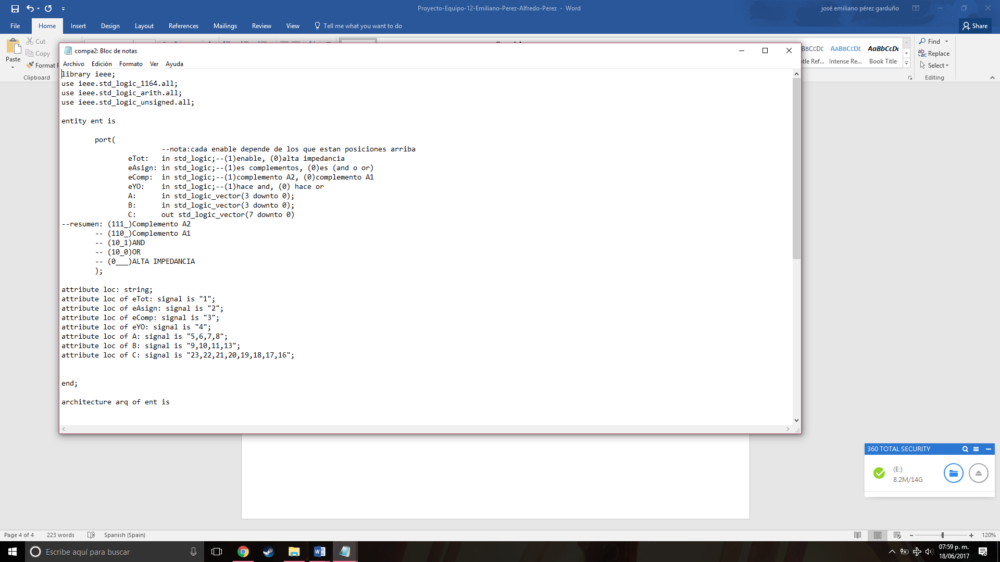 Proyecto-Equipo-12-Emiliano-Perez-Alfredo-Perez - Word
josé emiliano pérez garduño
File Home Insert Design Layout References Mailings Review View Tell me what you want to do
Share
Paste
Cut
Copy
Format
Clipboard
AABBCCDE
AaBbCcDc
Intense Re...
Book Title
Find
Replace
Select
Editing
compa2: Bloc de notas
Archivo Edición Formato Ver Ayuda
library ieee;
use ieee.std_logic_1164.all;
use ieee.std_logic_arith.all;
use ieee.std_logic_unsigned.all;
entity ent is
port(
--nota:cada enable depende de los que estan posiciones arriba
eTot: in std_logic;--(1)enable, (0)alta impedancia
eAsign: in std_logic;--(1)es complementos, (0)es (and o or)
eComp: in std_logic;--(1)complemento A2, (0)complemento A1
eYO: in std_logic;--(1)hace and, (0) hace or
A: in std_logic_vector(3 downto 0);
B: in std_logic_vector(3 downto 0);
C: out std_logic_vector(7 downto 0)
--resumen: (111_)Complemento A2
-- (110_)Complemento A1
-- (10_1)AND
-- (10_0)OR
-- (0___)ALTA IMPEDANCIA
);
attribute loc: string;
attribute loc of eTot: signal is "1";
attribute loc of eAsign: signal is "2";
attribute loc of eComp: signal is "3";
attribute loc of eYO: signal is "4";
attribute loc of A: signal is "5,6,7,8";
attribute loc of B: signal is "9,10,11,13";
attribute loc of C: signal is "23,22,21,20,19,18,17,16";
end;
architecture arq of ent is
360 TOTAL SECURITY
(E:)
8.2M/14G
Page 4 of 4 223 words Spanish (Spain)
120%
Escribe aquí para buscar
07:59 p. m.
18/06/2017